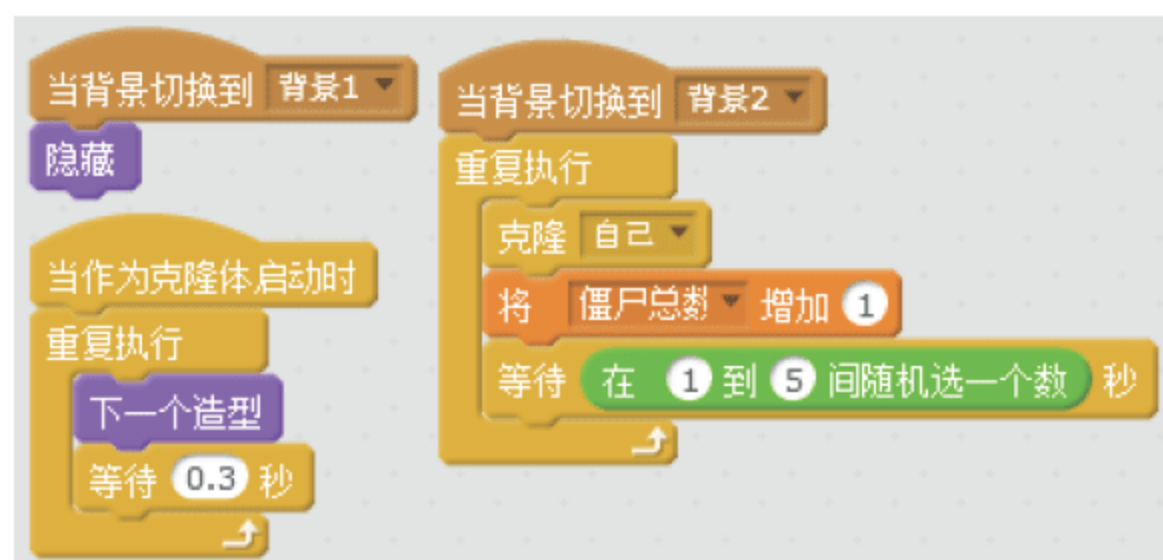 当背景切换到 背景1
隐藏
当作为克隆体启动时
重复执行
下一个造型
等待 0.3 秒
当背景切换到 背景2
重复执行
克隆 自己
将 僵尸总数 增加 1
等待 在 1 到 5 间随机选一个数 秒